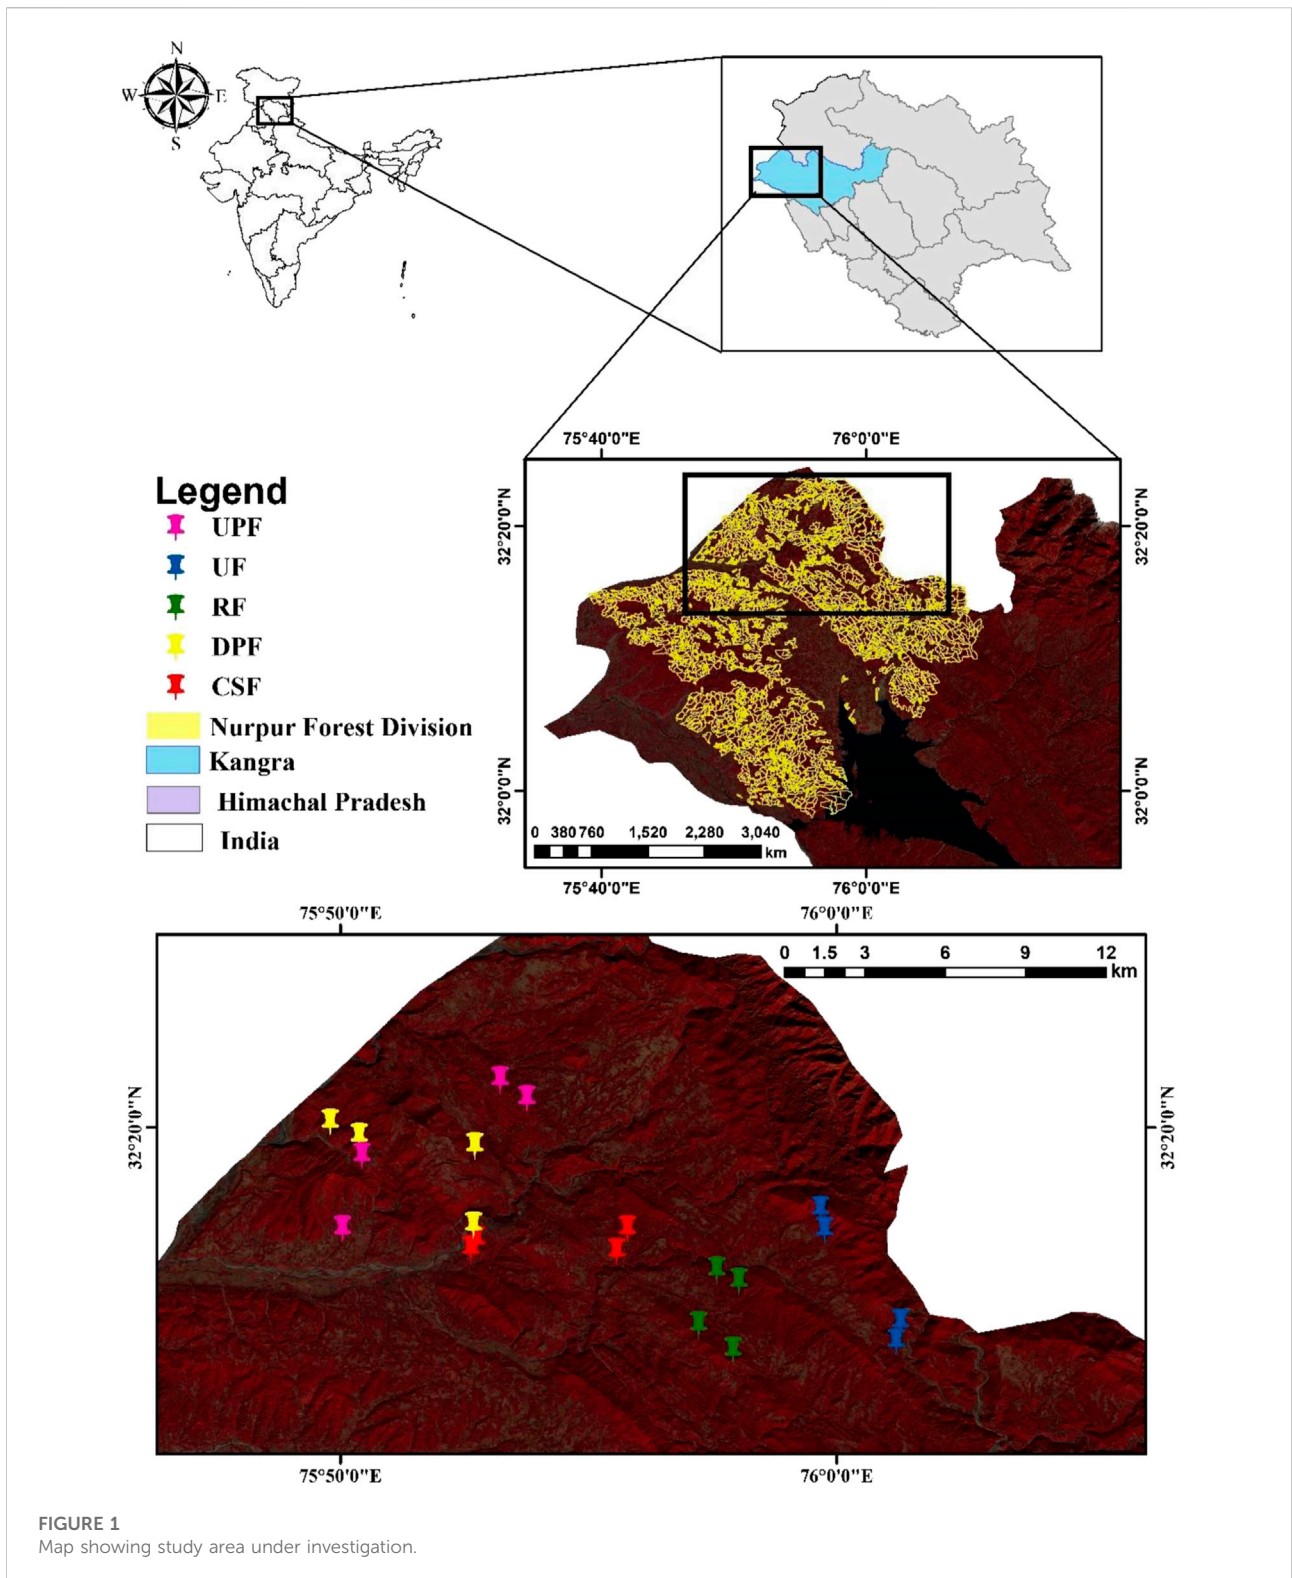 N
W E
S
75°40'0"E 76°0'0"E
Legend
UPF
UF
RF
DPF
CSF
Nurpur Forest Division
Kangra
Himachal Pradesh
India
32°20'0"N 32°20'0"N
32°0'0"N 32°0'0"N
0 380 760 1,520 2,280 3,040
km
75°40'0"E 76°0'0"E
75°50'0"E 76°0'0"E
0 1.5 3 6 9 12
km
32°20'0"N 32°20'0"N
75°50'0"E 76°0'0"E
FIGURE 1
Map showing study area under investigation.